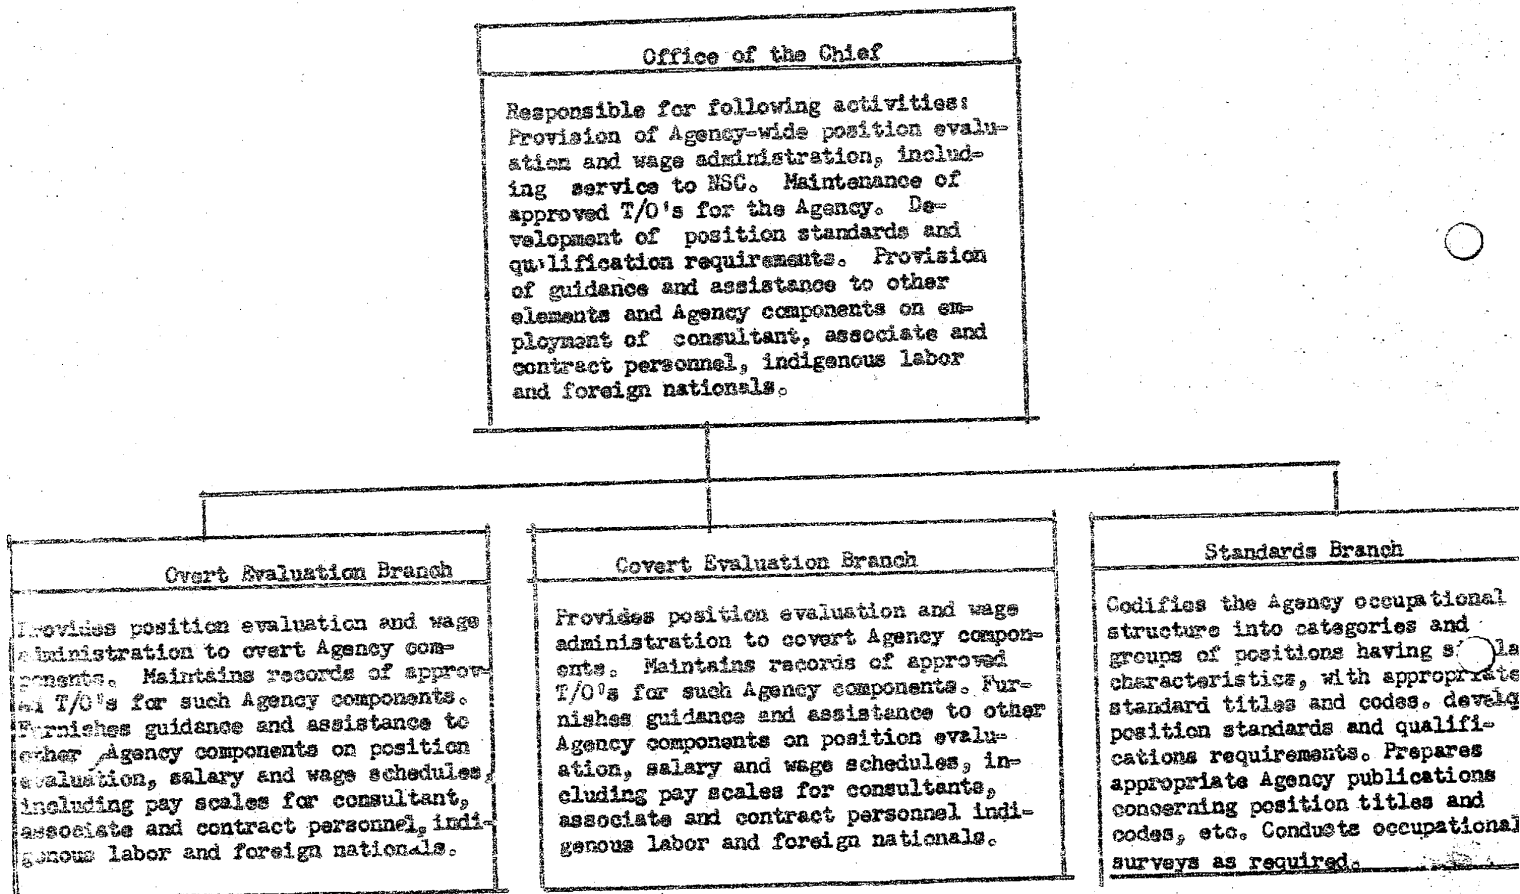 Office of the Chief
Responsible for following activities:
Provision of Agency-wide position evalu-
ation and wage administration, includ-
ing service to NSC. Maintenance of
approved T/O's for the Agency. De-
velopment of position standards and
qualification requirements. Provision
of guidance and assistance to other
elements and Agency components on em-
ployment of consultant, associate and
contract personnel, indigenous labor
and foreign nationals.
Overt Evaluation Branch
Provides position evaluation and wage
administration to overt Agency com-
ponents. Maintains records of approv-
ed T/O's for such Agency components.
Furnishes guidance and assistance to
other Agency components on position
evaluation, salary and wage schedules,
including pay scales for consultant,
associate and contract personnel, indi-
genous labor and foreign nationals.
Covert Evaluation Branch
Provides position evaluation and wage
administration to covert Agency compon-
ents. Maintains records of approved
T/O's for such Agency components. Fur-
nishes guidance and assistance to other
Agency components on position evalu-
ation, salary and wage schedules, in-
cluding pay scales for consultants,
associate and contract personnel indi-
genous labor and foreign nationals.
Standards Branch
Codifies the Agency occupational
structure into categories and
groups of positions having
characteristics, with appropriate
standard titles and codes. develop
position standards and qualifi-
cations requirements. Prepares
appropriate Agency publications
concerning position titles and
codes, etc. Conducts occupational
surveys as required.